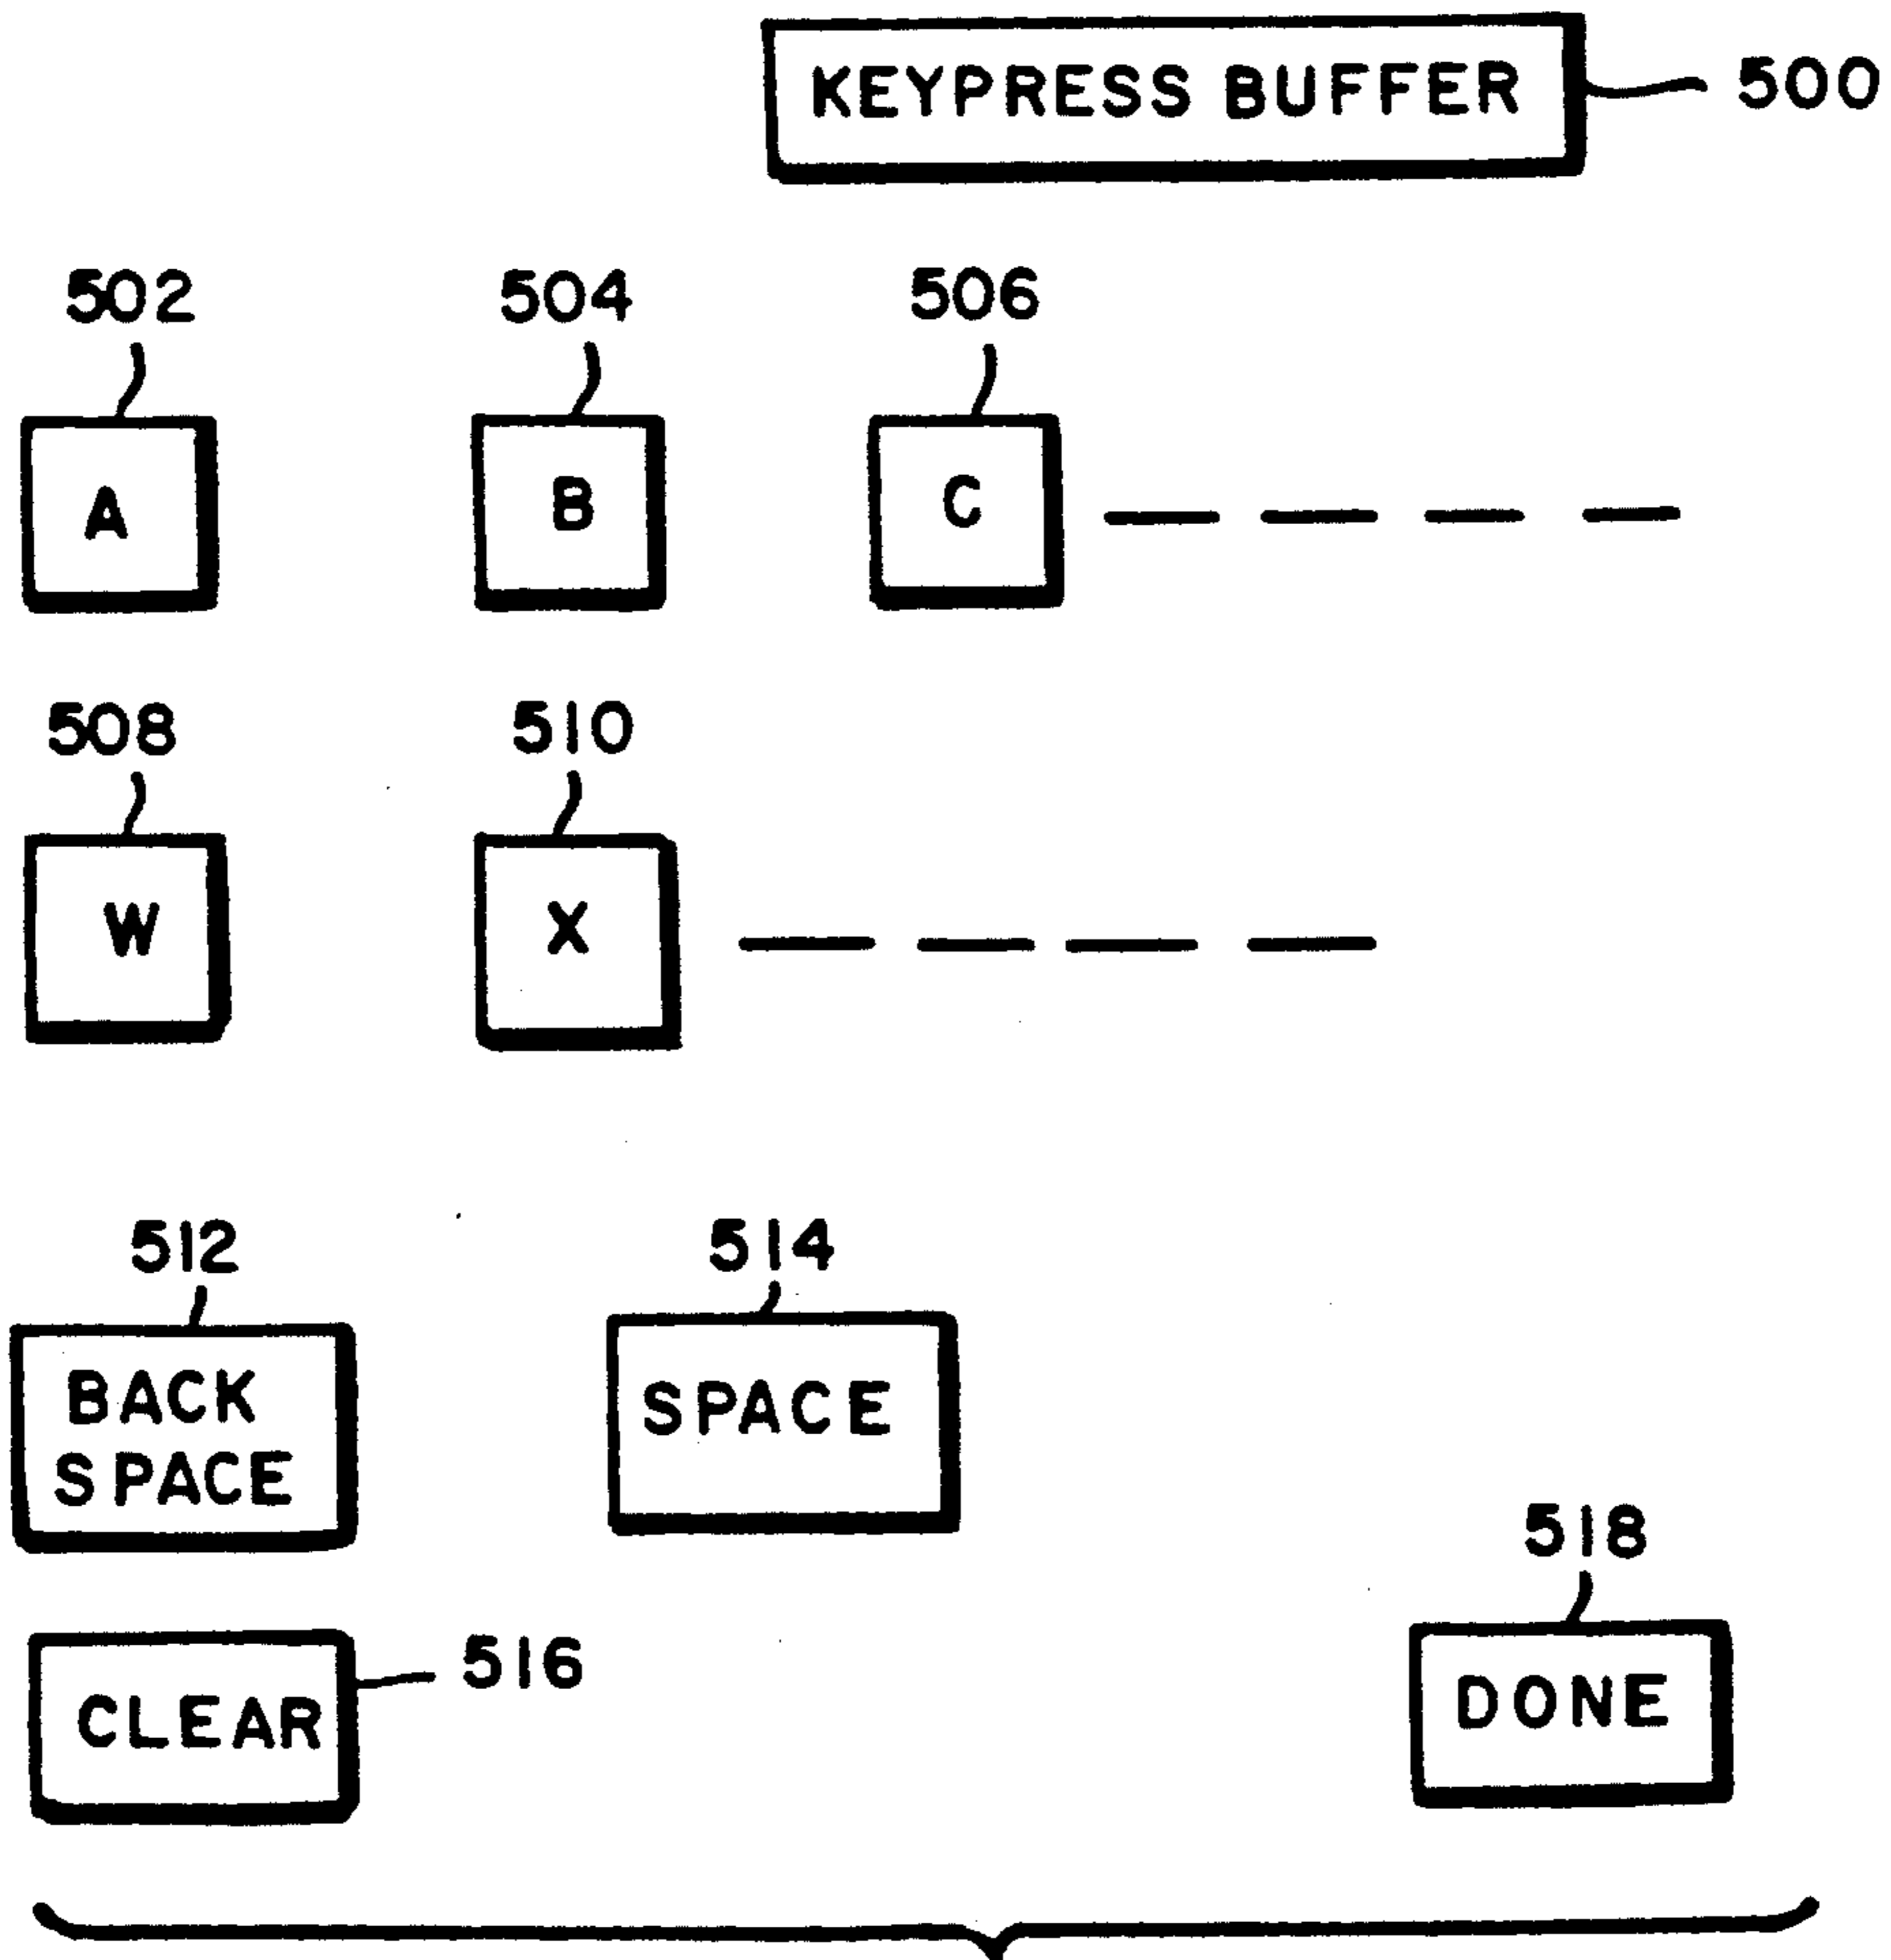 KEYPRESS BUFFER 500
502 504 506
A B C
508 510
W X
512 514
BACK
SPACE
SPACE
518
CLEAR 516
DONE